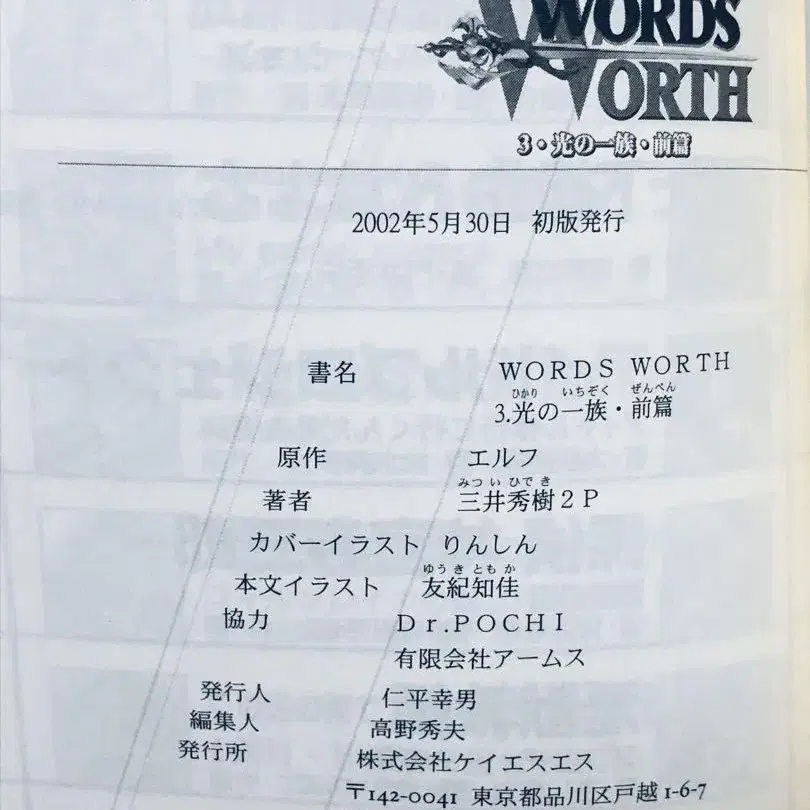 WORDS
WORTH
3・光の一族・前篇
2002年5月30日 初版発行
書名 WORDS WORTH
ひかり いちぞく ぜんぺん
3.光の一族・前篇
原作 エルフ
みつ い ひで き
著者 三井秀樹2P
カバーイラスト りんしん
ゆう き とも か
本文イラスト 友紀知佳
協力 Dr.POCHI
有限会社アームス
発行人 仁平幸男
編集人 高野秀夫
発行所 株式会社ケイエスエス
〒142-0041 東京都品川区戸越1-6-7